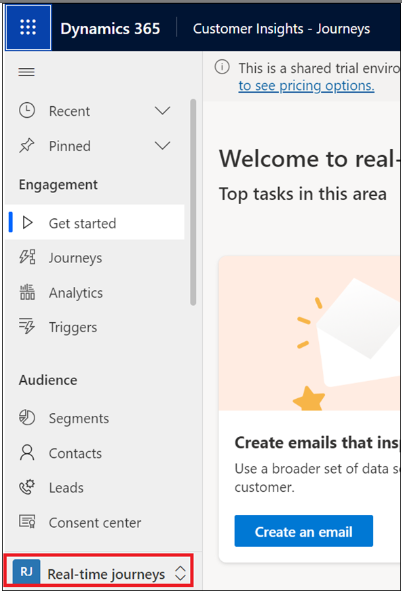 Dynamics 365
Customer Insights - Journeys
This is a shared trial enviro
to see pricing options.
Recent
Pinned
Engagement
Get started
Journeys
Analytics
Triggers
Audience
Segments
Contacts
Leads
Consent center
RJ Real-time journeys
Welcome to real-
Top tasks in this area
Create emails that insp
Use a broader set of data s
customer.
Create an email